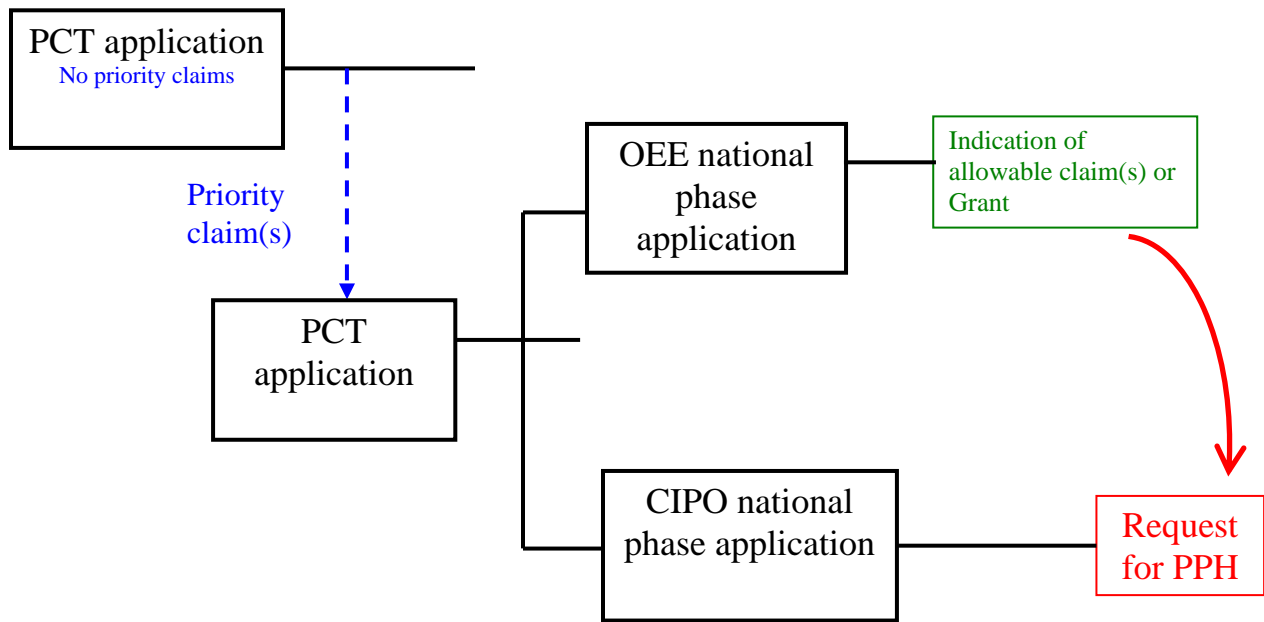 PCT application
No priority claims
OEE national
phase
application
Indication of
allowable claim(s) or
Grant
Priority
claim(s)
PCT
application
CIPO national
phase application
Request
for PPH